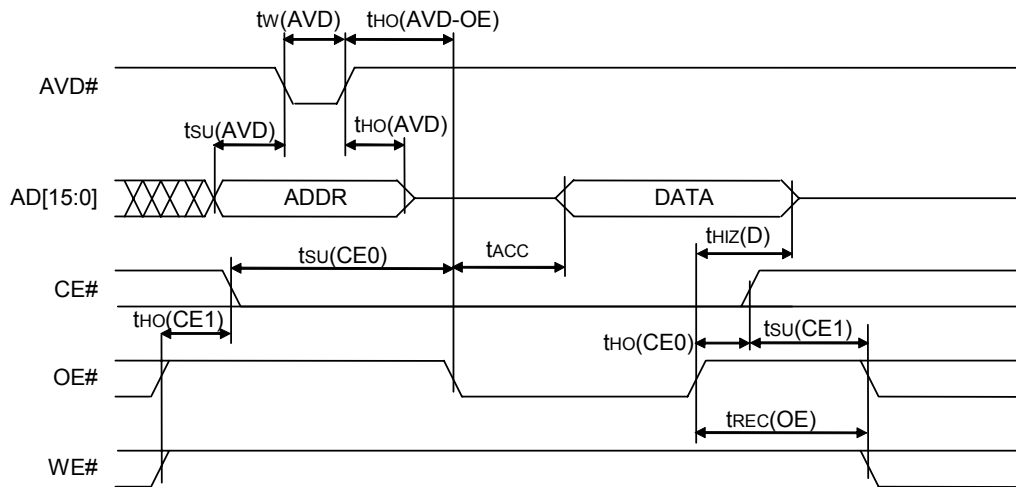 tW(AVD) tHO(AVD-OE)
AVD#
tSU(AVD) tHO(AVD)
AD[15:0] ADDR DATA
tHIZ(D)
tSU(CE0) tACC
CE#
tHO(CE1)
tHO(CE0) tSU(CE1)
OE#
tREC(OE)
WE#